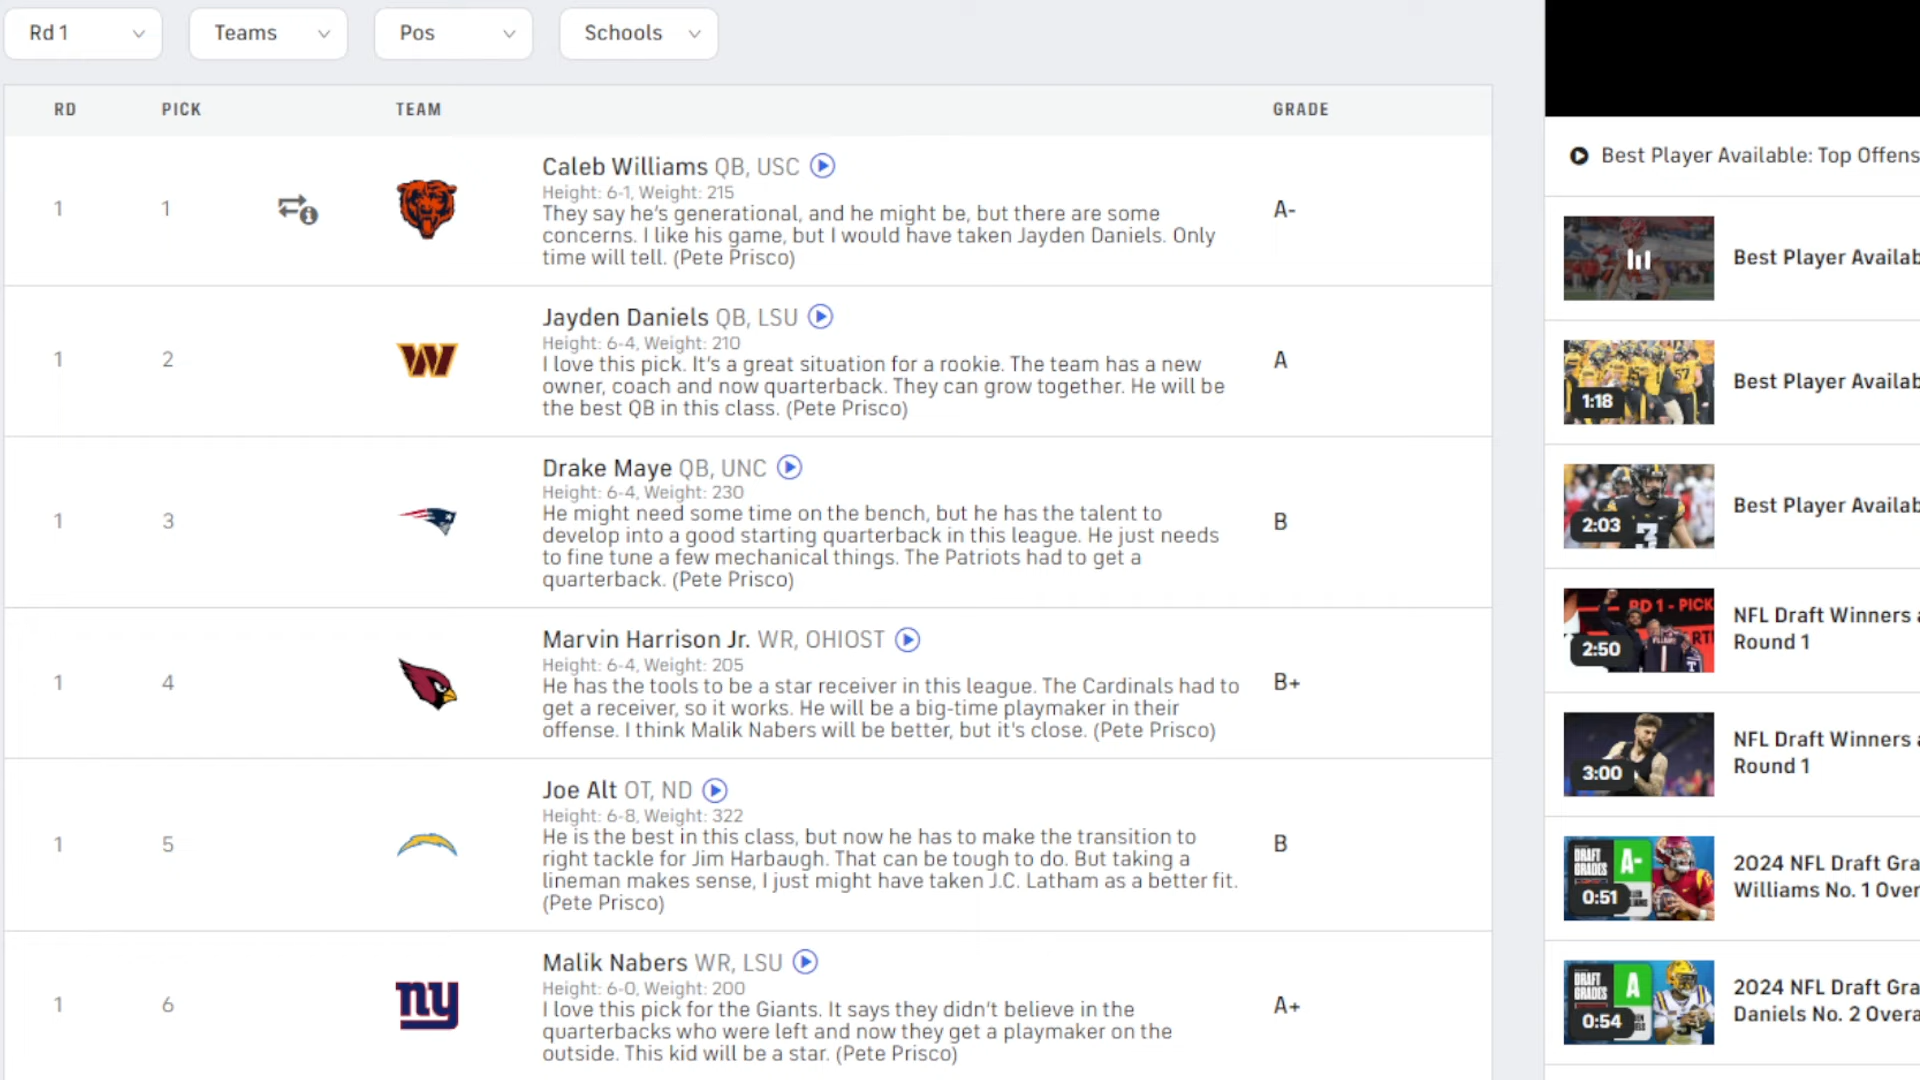 Rd 1
Teams
Pos
Schools
RD
PICK
TEAM
GRADE
1
1
Caleb Williams QB, USC
Height: 6-1, Weight: 215
They say he's generational, and he might be, but there are some
concerns. I like his game, but I would have taken Jayden Daniels. Only
time will tell. (Pete Prisco)
A-
1
2
Jayden Daniels QB, LSU
Height: 6-4, Weight: 210
I love this pick. It's a great situation for a rookie. The team has a new
owner, coach and now quarterback. They can grow together. He will be
the best QB in this class. (Pete Prisco)
A
1
3
Drake Maye QB, UNC
Height: 6-4, Weight: 230
He might need some time on the bench, but he has the talent to
develop into a good starting quarterback in this league. He just needs
to fine tune a few mechanical things. The Patriots had to get a
quarterback. (Pete Prisco)
B
1
4
Marvin Harrison Jr. WR, OHIOST
Height: 6-4, Weight: 205
He has the tools to be a star receiver in this league. The Cardinals had to
get a receiver, so it works. He will be a big-time playmaker in their
offense. I think Malik Nabers will be better, but it's close. (Pete Prisco)
B+
1
5
Joe Alt OT, ND
Height: 6-8, Weight: 322
He is the best in this class, but now he has to make the transition to
right tackle for Jim Harbaugh. That can be tough to do. But taking a
lineman makes sense, I just might have taken J.C. Latham as a better fit.
(Pete Prisco)
B
1
6
ny
Malik Nabers WR, LSU
Height: 6-0, Weight: 200
I love this pick for the Giants. It says they didn't believe in the
quarterbacks who were left and now they get a playmaker on the
outside. This kid will be a star. (Pete Prisco)
A+
Best Player Available: Top Offens
Best Player Availab
57
1:18
Best Player Availab
3
2:03
Best Player Availab
RD 1 - PICK
2:50
NFL Draft Winners a
Round 1
3:00
NFL Draft Winners a
Round 1
DRAFT
GRADES
A-
0:51
2024 NFL Draft Gra
Williams No. 1 Over
DRAFT
GRADES
A
0:54
2024 NFL Draft Gra
Daniels No. 2 Overa